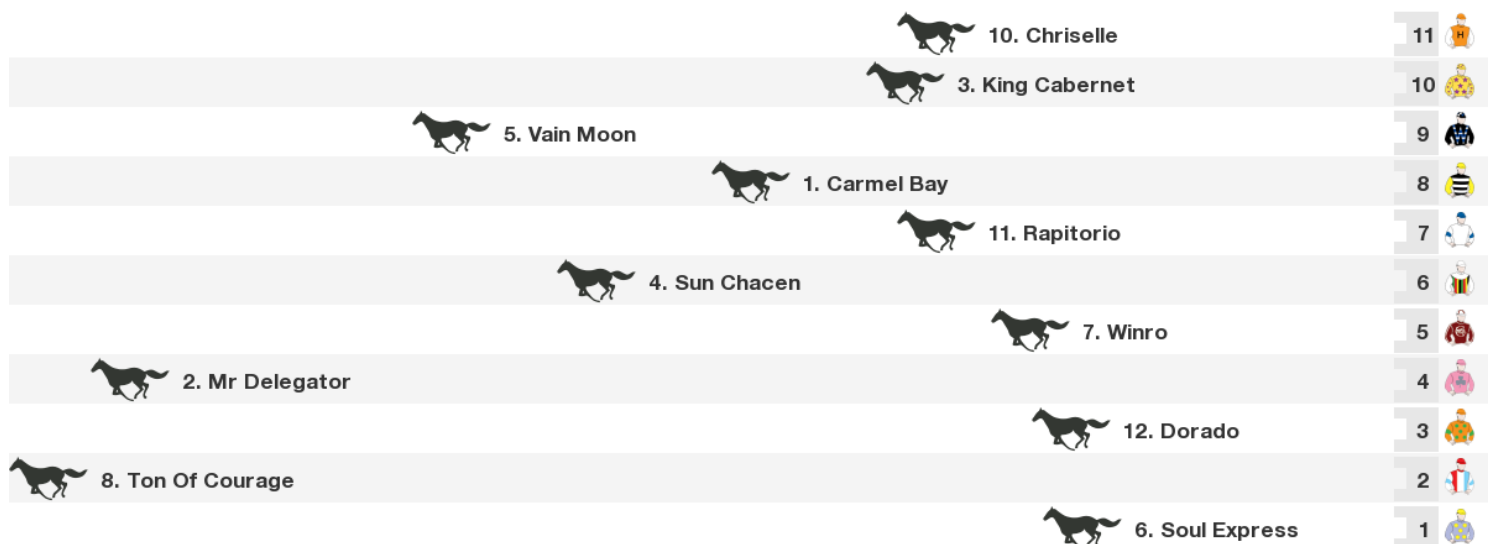 10. Chriselle 11 H
3. King Cabernet 10
5. Vain Moon 9
1. Carmel Bay 8
11. Rapitorio 7
4. Sun Chacen 6
7. Winro 5
2. Mr Delegator 4
12. Dorado 3
8. Ton Of Courage 2
6. Soul Express 1